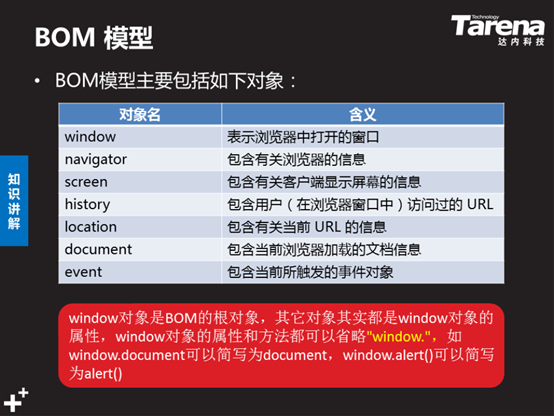 BOM 模型
Technology
Tarena
达内科技
• BOM模型主要包括如下对象：
对象名 含义
window 表示浏览器中打开的窗口
navigator 包含有关浏览器的信息
screen 包含有关客户端显示屏幕的信息
history 包含用户（在浏览器窗口中）访问过的 URL
location 包含有关当前 URL 的信息
document 包含当前浏览器加载的文档信息
event 包含当前所触发的事件对象
知识讲解
window对象是BOM的根对象，其它对象其实都是window对象的
属性，window对象的属性和方法都可以省略"window."，如
window.document可以简写为document，window.alert()可以简写
为alert()